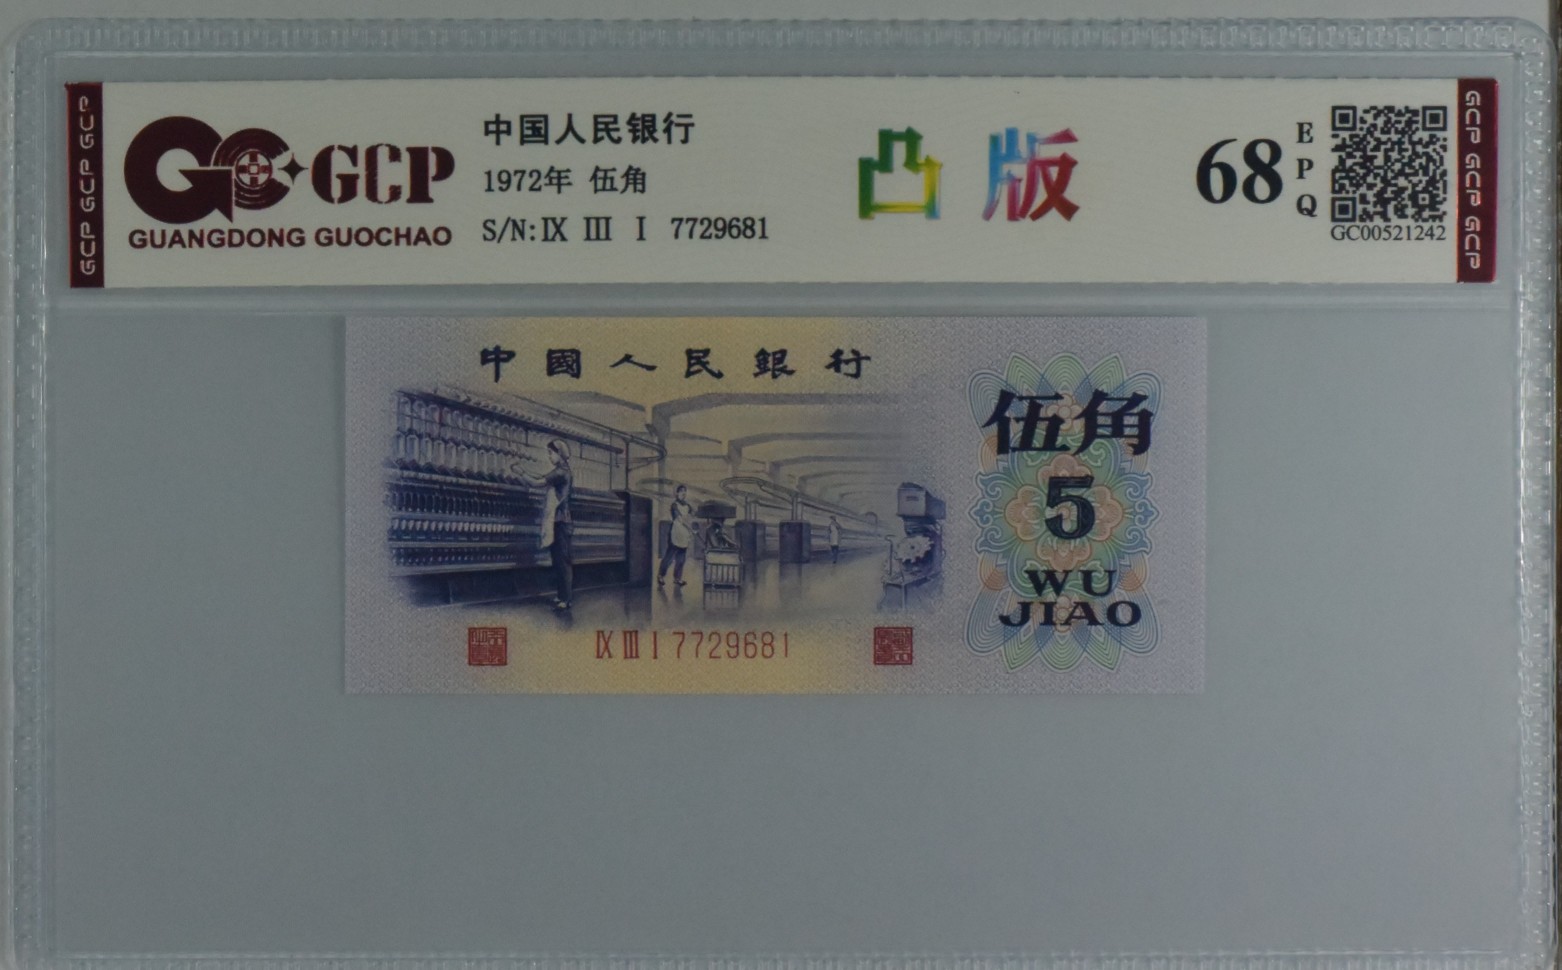 GCP GCP GCP
GCP
GUANGDONG GUOCHAO
中国人民银行
1972年 伍角
S/N: IX III I 7729681
凸版
68
EPQ
GC00521242
GCP GCP GCP
中國人民銀行
伍角
5
WU
JIAO
IX III I 7729681